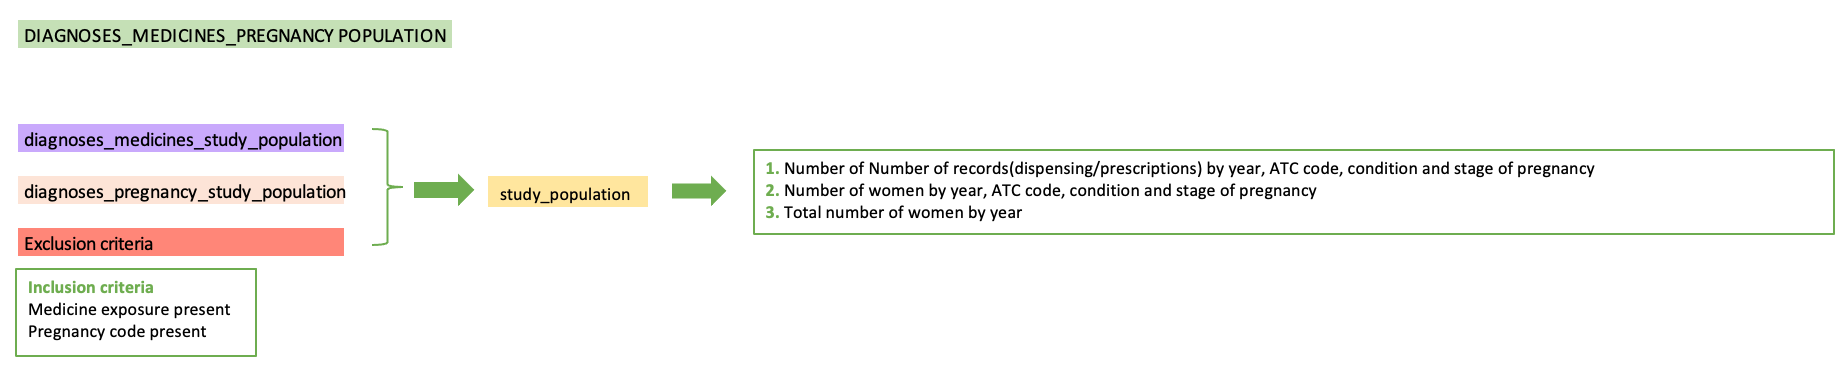 DIAGNOSES_MEDICINES_PREGNANCY POPULATION
diagnoses_medicines_study_population
diagnoses_pregnancy_study_population
Exclusion criteria
Inclusion criteria
Medicine exposure present
Pregnancy code present
study_population
1. Number of Number of records(dispensing/prescriptions) by year, ATC code, condition and stage of pregnancy
2. Number of women by year, ATC code, condition and stage of pregnancy
3. Total number of women by year